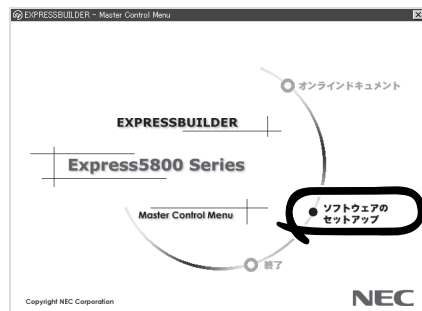 EXPRESSBUILDER - Master Control Menu
オンラインドキュメント
EXPRESSBUILDER
Express5800 Series
ソフトウェアの
セットアップ
Master Control Menu
終了
Copyright NEC Corporation
NEC